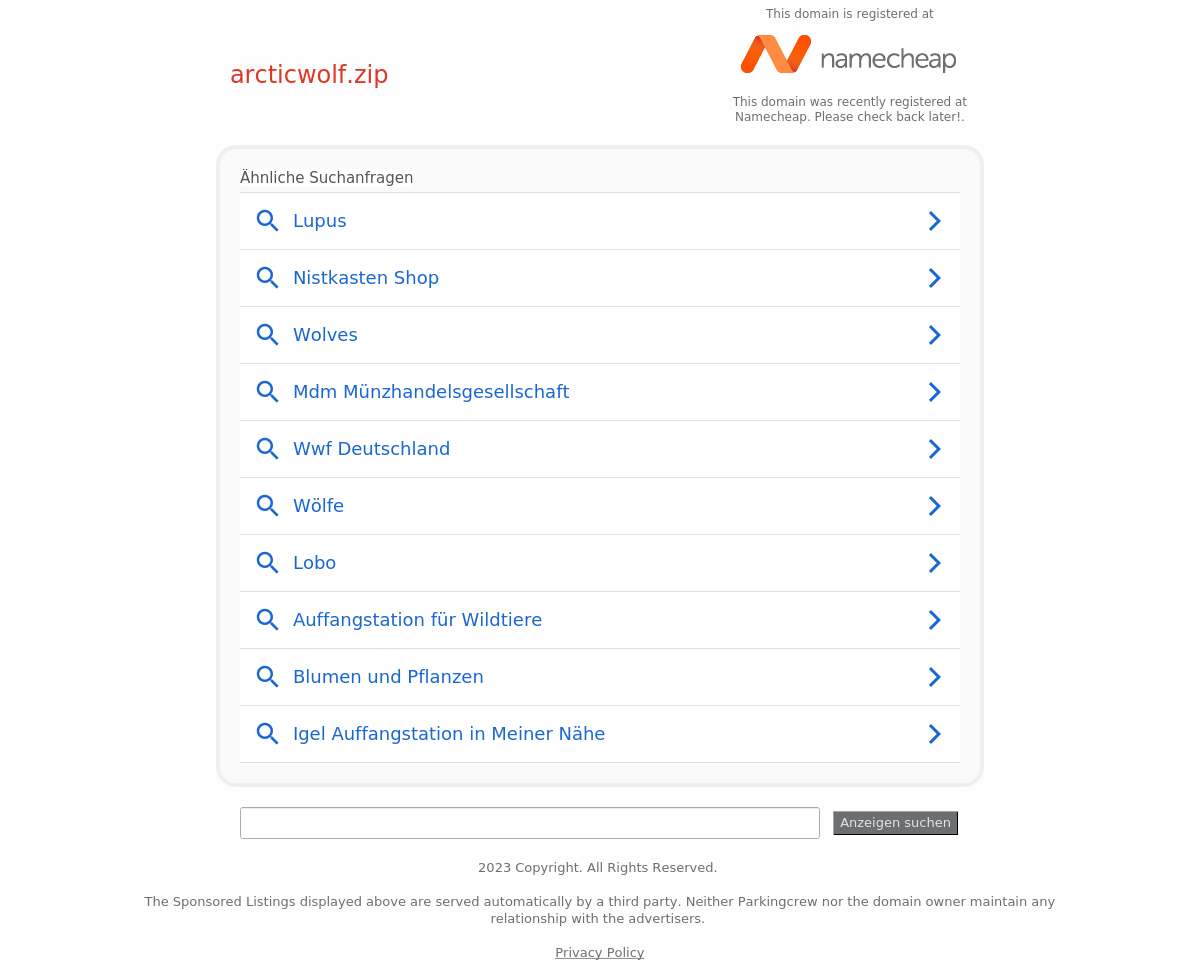 This domain is registered at
arcticwolf.zip
namecheap
This domain was recently registered at
Namecheap. Please check back later!.
Ähnliche Suchanfragen
Lupus
Nistkasten Shop
Wolves
Mdm Münzhandelsgesellschaft
Wwf Deutschland
Wölfe
Lobo
Auffangstation für Wildtiere
Blumen und Pflanzen
Igel Auffangstation in Meiner Nähe
Anzeigen suchen
2023 Copyright. All Rights Reserved.
The Sponsored Listings displayed above are served automatically by a third party. Neither Parkingcrew nor the domain owner maintain any
relationship with the advertisers.
Privacy Policy